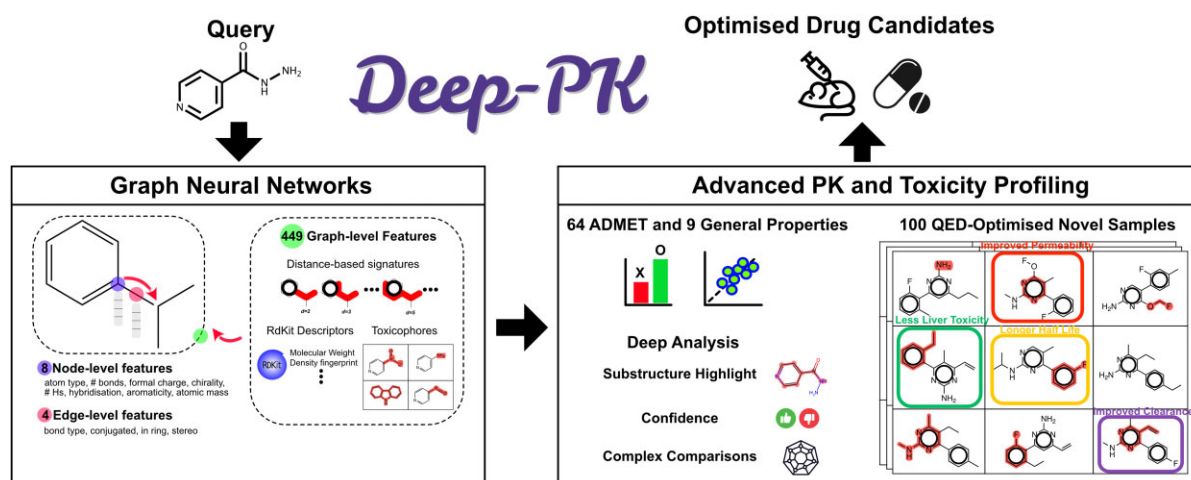 Query
O
N
H
NH₂
N
Deep-PK
Optimised Drug Candidates
Graph Neural Networks
8 Node-level features
atom type, # bonds, formal charge, chirality,
# Hs, hybridisation, aromaticity, atomic mass
4 Edge-level features
bond type, conjugated, in ring, stereo
449 Graph-level Features
Distance-based signatures
d=2
d=3
d=5
RdKit Descriptors
RDKit
Molecular Weight
Density fingerprint
Toxicophores
Advanced PK and Toxicity Profiling
64 ADMET and 9 General Properties
X
O
Deep Analysis
Substructure Highlight
Confidence
Complex Comparisons
100 QED-Optimised Novel Samples
Improved Permeability
Less Liver Toxicity
Longer Half Life
Improved Clearance